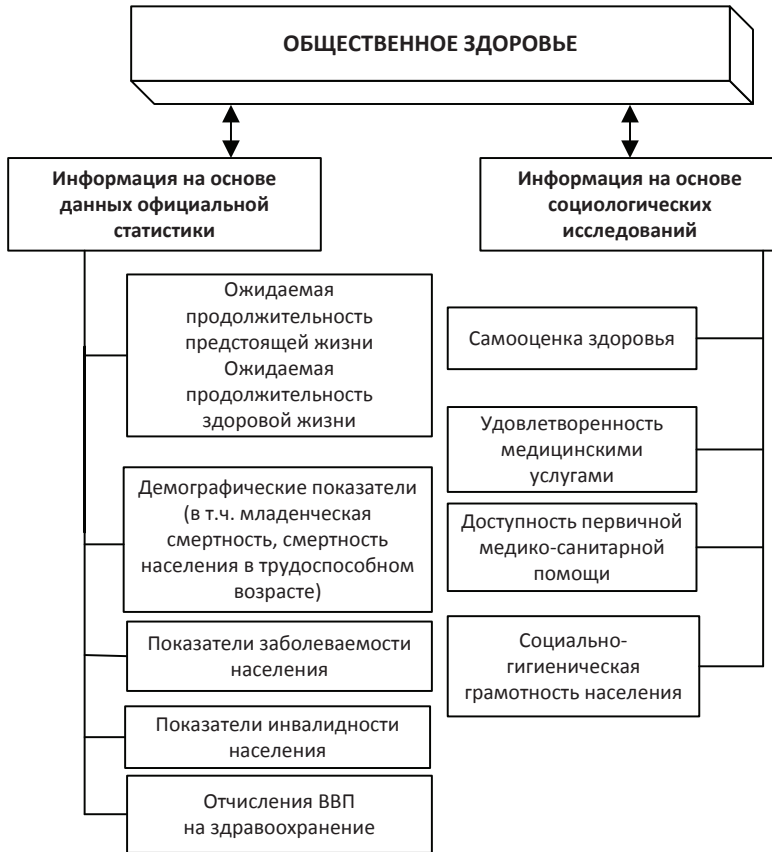 ОБЩЕСТВЕННОЕ ЗДОРОВЬЕ
Информация на основе
данных официальной
статистики
Ожидаемая
продолжительность
предстоящей жизни
Ожидаемая
продолжительность
здоровой жизни
Демографические показатели
(в т.ч. младенческая
смертность, смертность
населения в трудоспособном
возрасте)
Показатели заболеваемости
населения
Показатели инвалидности
населения
Отчисления ВВП
на здравоохранение
Информация на основе
социологических
исследований
Самооценка здоровья
Удовлетворенность
медицинскими
услугами
Доступность первичной
медико-санитарной
помощи
Социально-
гигиеническая
грамотность населения